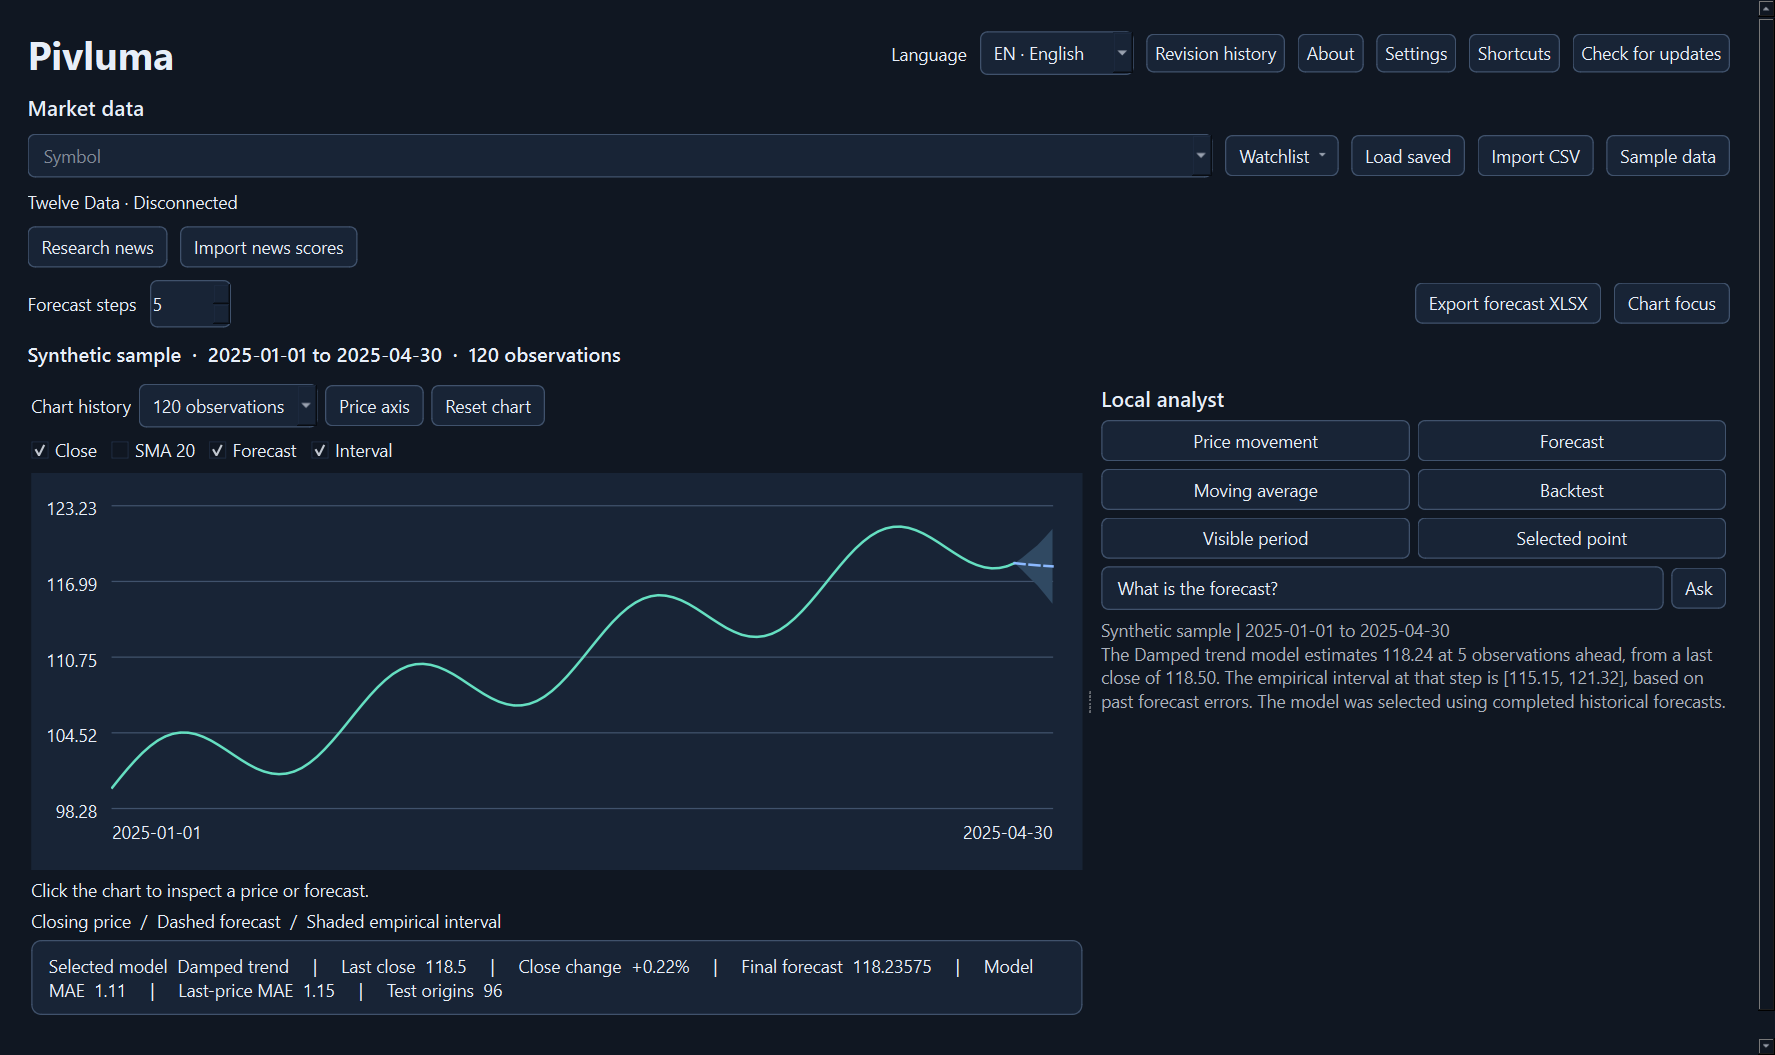 Pivluma
Language EN · English Revision history About Settings Shortcuts Check for updates
Market data
Symbol Watchlist Load saved Import CSV Sample data
Twelve Data · Disconnected
Research news Import news scores
Forecast steps 5 Export forecast XLSX Chart focus
Synthetic sample · 2025-01-01 to 2025-04-30 · 120 observations
Chart history 120 observations Price axis Reset chart
Close SMA 20 Forecast Interval
123.23
116.99
110.75
104.52
98.28
2025-01-01 2025-04-30
Click the chart to inspect a price or forecast.
Closing price / Dashed forecast / Shaded empirical interval
Selected model Damped trend | Last close 118.5 | Close change +0.22% | Final forecast 118.23575 | Model
MAE 1.11 | Last-price MAE 1.15 | Test origins 96
Local analyst
Price movement Forecast
Moving average Backtest
Visible period Selected point
What is the forecast? Ask
Synthetic sample | 2025-01-01 to 2025-04-30
The Damped trend model estimates 118.24 at 5 observations ahead, from a last
close of 118.50. The empirical interval at that step is [115.15, 121.32], based on
past forecast errors. The model was selected using completed historical forecasts.